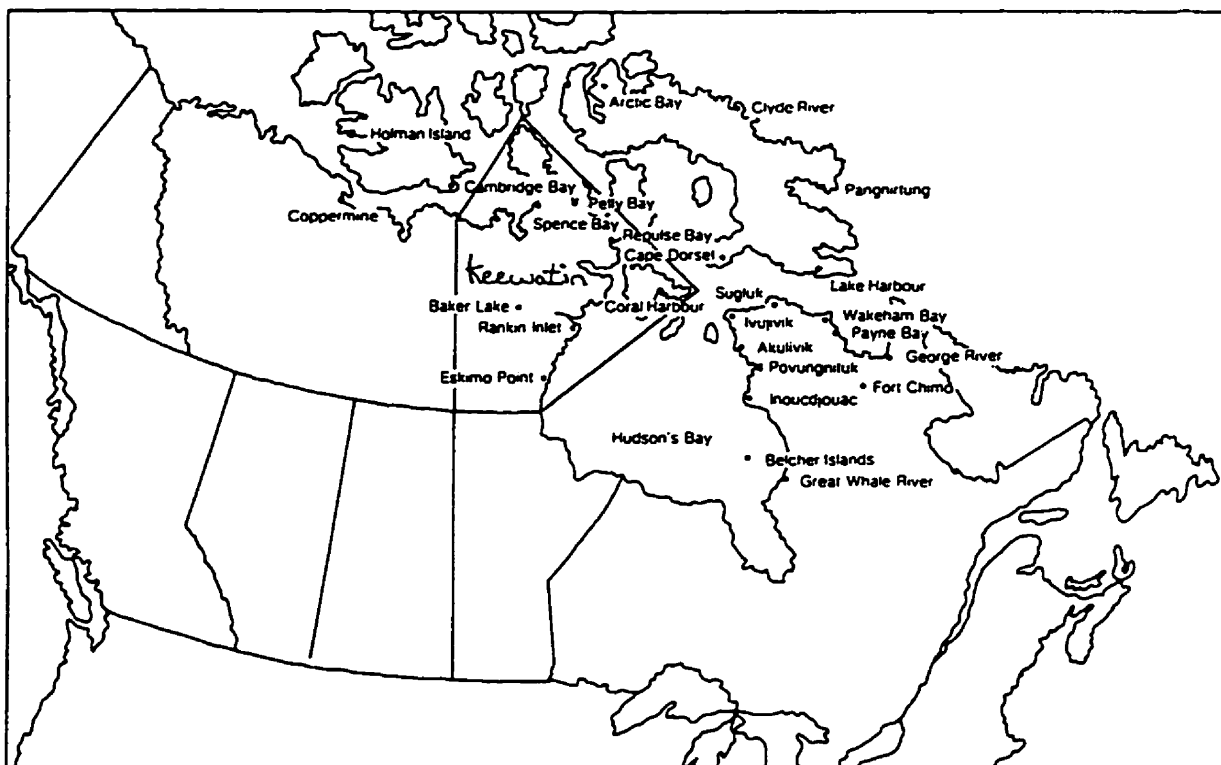 Arctic Bay
Clyde River
Holman Island
Cambridge Bay
Pelly Bay
Pangnirtung
Coppermine
Spence Bay
Repulse Bay
Cape Dorset
Keewatin
Lake Harbour
Sugluk
Baker Lake
Coral Harbour
Ivujivik
Wakeham Bay
Rankin Inlet
Payne Bay
Akulivik
George River
Povungnituk
Eskimo Point
Fort Chimo
Inoucdjouac
Hudson's Bay
Belcher Islands
Great Whale River